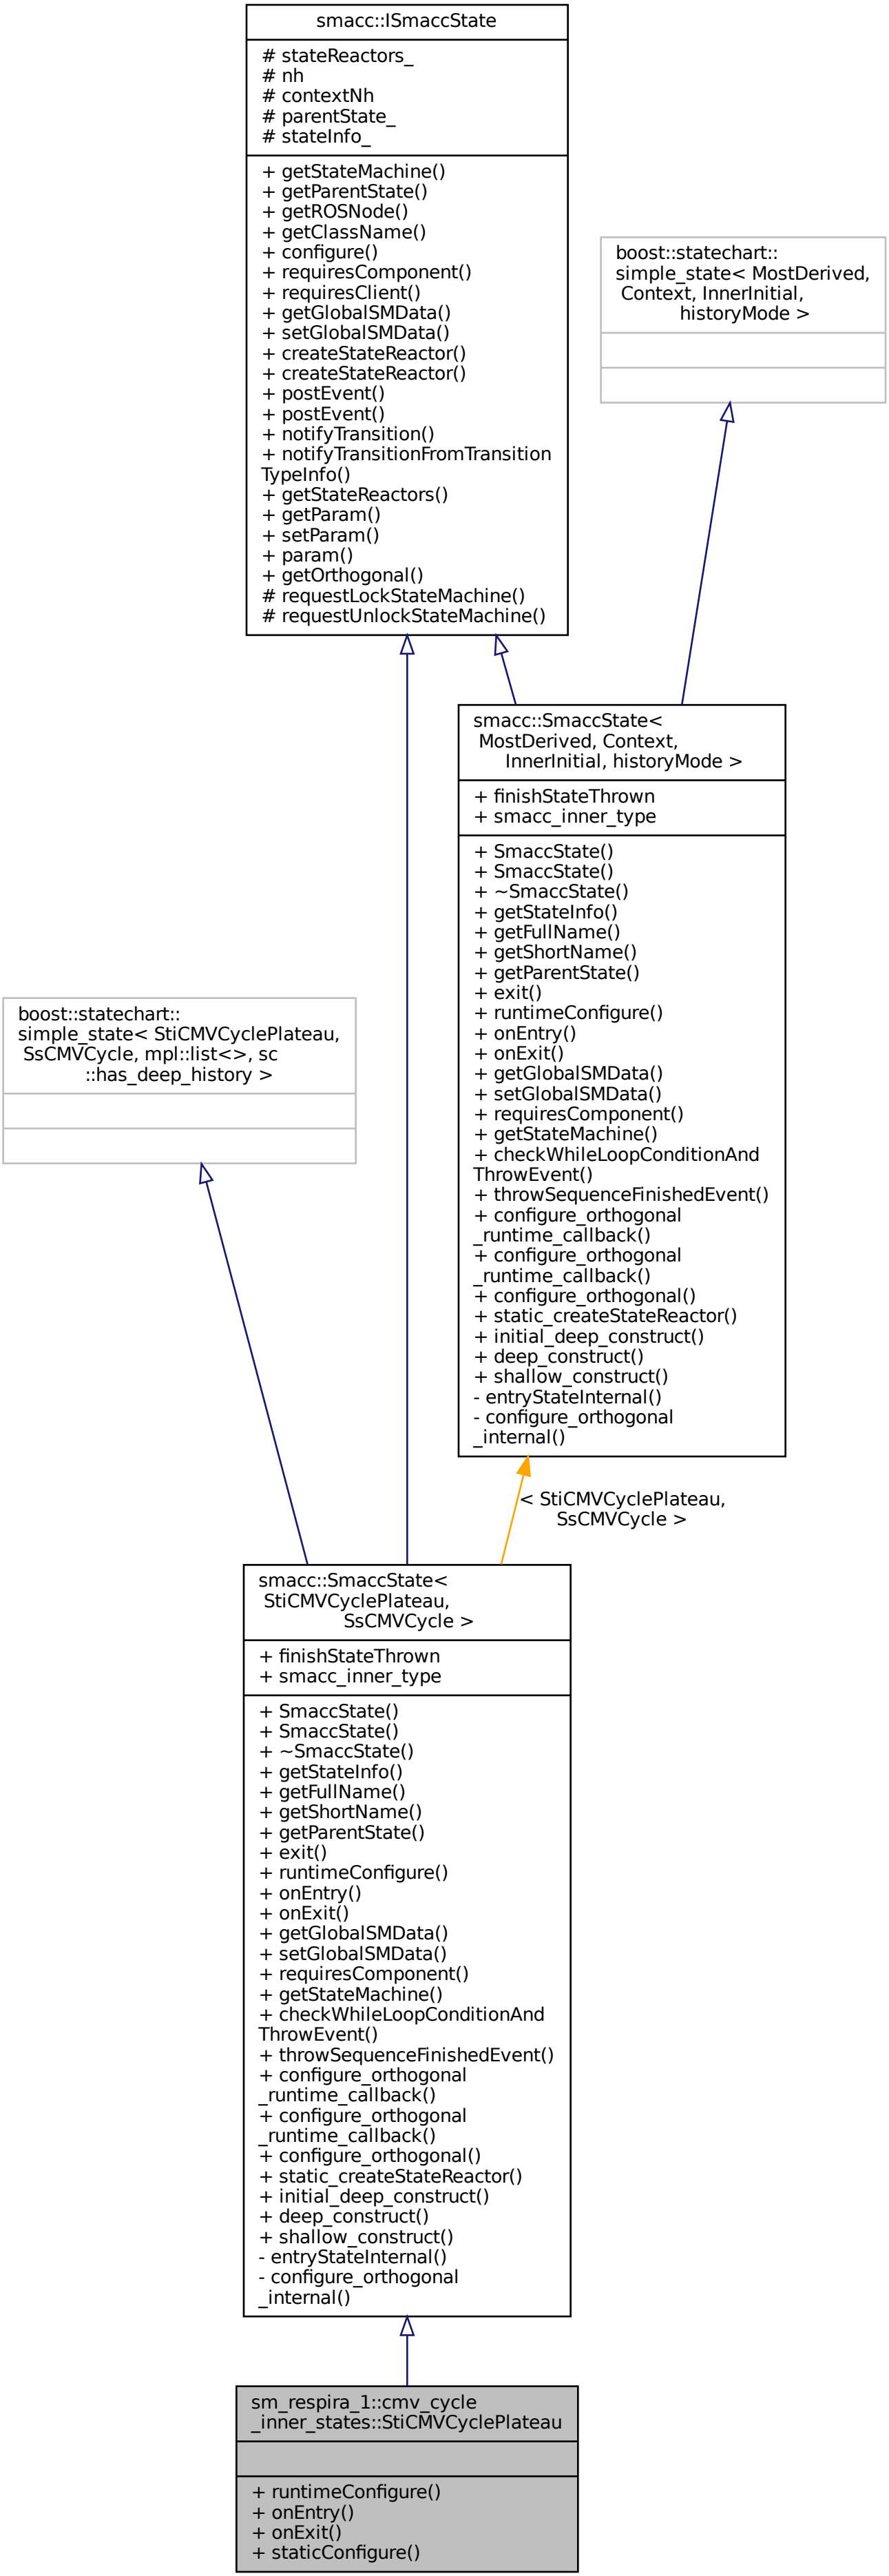 smacc::ISmaccState
# stateReactors_
# nh
# contextNh
# parentState_
# stateInfo_
+ getStateMachine()
+ getParentState()
+ getROSNode()
+ getClassName()
+ configure()
+ requiresComponent()
+ requiresClient()
+ getGlobalSMData()
+ setGlobalSMData()
+ createStateReactor()
+ createStateReactor()
+ postEvent()
+ postEvent()
+ notifyTransition()
+ notifyTransitionFromTransition
TypeInfo()
+ getStateReactors()
+ getParam()
+ setParam()
+ param()
+ getOrthogonal()
# requestLockStateMachine()
# requestUnlockStateMachine()
boost::statechart::
simple_state< MostDerived,
Context, InnerInitial,
historyMode >
smacc::SmaccState<
MostDerived, Context,
InnerInitial, historyMode >
+ finishStateThrown
+ smacc_inner_type
+ SmaccState()
+ SmaccState()
+ ~SmaccState()
+ getStateInfo()
+ getFullName()
+ getShortName()
+ getParentState()
+ exit()
+ runtimeConfigure()
+ onEntry()
+ onExit()
+ getGlobalSMData()
+ setGlobalSMData()
+ requiresComponent()
+ getStateMachine()
+ checkWhileLoopConditionAnd
ThrowEvent()
+ throwSequenceFinishedEvent()
+ configure_orthogonal
_runtime_callback()
+ configure_orthogonal
_runtime_callback()
+ configure_orthogonal()
+ static_createStateReactor()
+ initial_deep_construct()
+ deep_construct()
+ shallow_construct()
- entryStateInternal()
- configure_orthogonal
_internal()
boost::statechart::
simple_state< StiCMVCyclePlateau,
SsCMVCycle, mpl::list<>, sc
::has_deep_history >
< StiCMVCyclePlateau,
SsCMVCycle >
smacc::SmaccState<
StiCMVCyclePlateau,
SsCMVCycle >
+ finishStateThrown
+ smacc_inner_type
+ SmaccState()
+ SmaccState()
+ ~SmaccState()
+ getStateInfo()
+ getFullName()
+ getShortName()
+ getParentState()
+ exit()
+ runtimeConfigure()
+ onEntry()
+ onExit()
+ getGlobalSMData()
+ setGlobalSMData()
+ requiresComponent()
+ getStateMachine()
+ checkWhileLoopConditionAnd
ThrowEvent()
+ throwSequenceFinishedEvent()
+ configure_orthogonal
_runtime_callback()
+ configure_orthogonal
_runtime_callback()
+ configure_orthogonal()
+ static_createStateReactor()
+ initial_deep_construct()
+ deep_construct()
+ shallow_construct()
- entryStateInternal()
- configure_orthogonal
_internal()
sm_respira_1::cmv_cycle
_inner_states::StiCMVCyclePlateau
+ runtimeConfigure()
+ onEntry()
+ onExit()
+ staticConfigure()